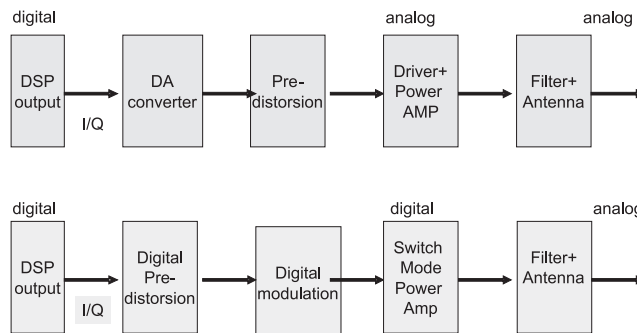 digital
analog
analog
DSP
output
I/Q
DA
converter
Pre-
distorsion
Driver+
Power
AMP
Filter+
Antenna
digital
digital
analog
DSP
output
I/Q
Digital
Pre-
distorsion
Digital
modulation
Switch
Mode
Power
Amp
Filter+
Antenna